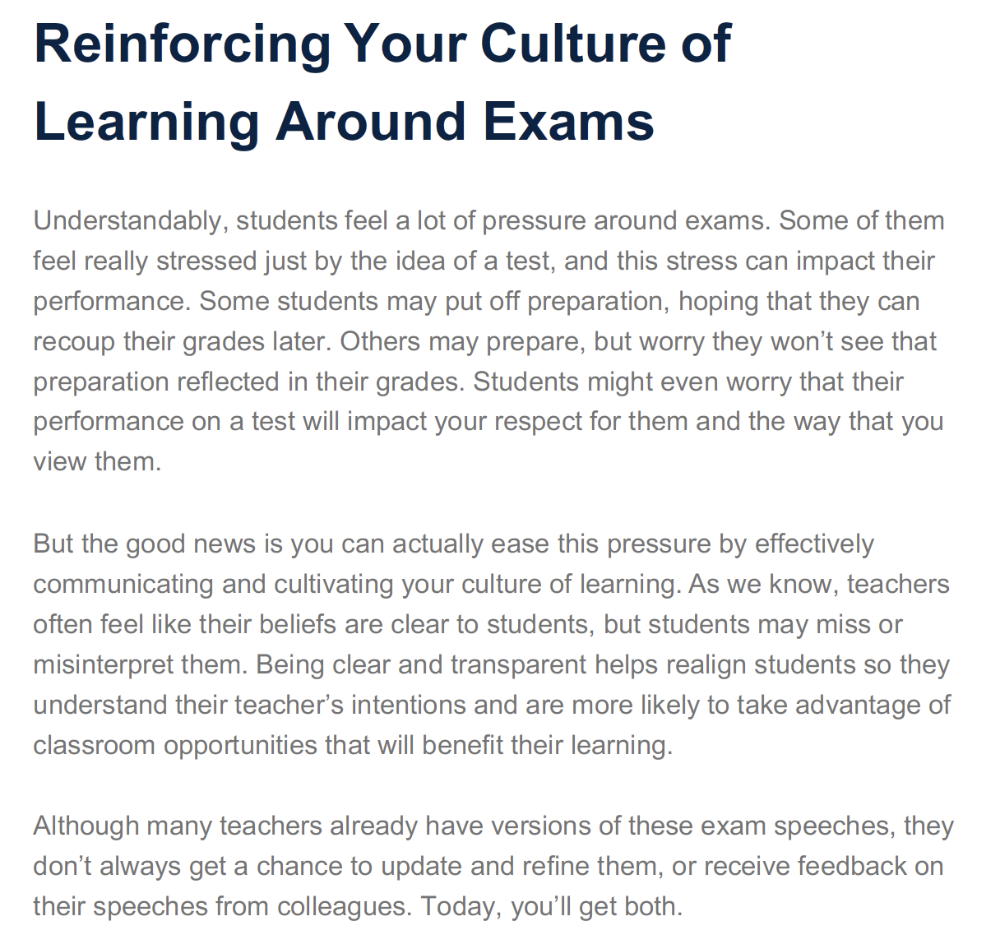 Reinforcing Your Culture of
Learning Around Exams
Understandably, students feel a lot of pressure around exams. Some of them
feel really stressed just by the idea of a test, and this stress can impact their
performance. Some students may put off preparation, hoping that they can
recoup their grades later. Others may prepare, but worry they won’t see that
preparation reflected in their grades. Students might even worry that their
performance on a test will impact your respect for them and the way that you
view them.
But the good news is you can actually ease this pressure by effectively
communicating and cultivating your culture of learning. As we know, teachers
often feel like their beliefs are clear to students, but students may miss or
misinterpret them. Being clear and transparent helps realign students so they
understand their teacher’s intentions and are more likely to take advantage of
classroom opportunities that will benefit their learning.
Although many teachers already have versions of these exam speeches, they
don’t always get a chance to update and refine them, or receive feedback on
their speeches from colleagues. Today, you’ll get both.